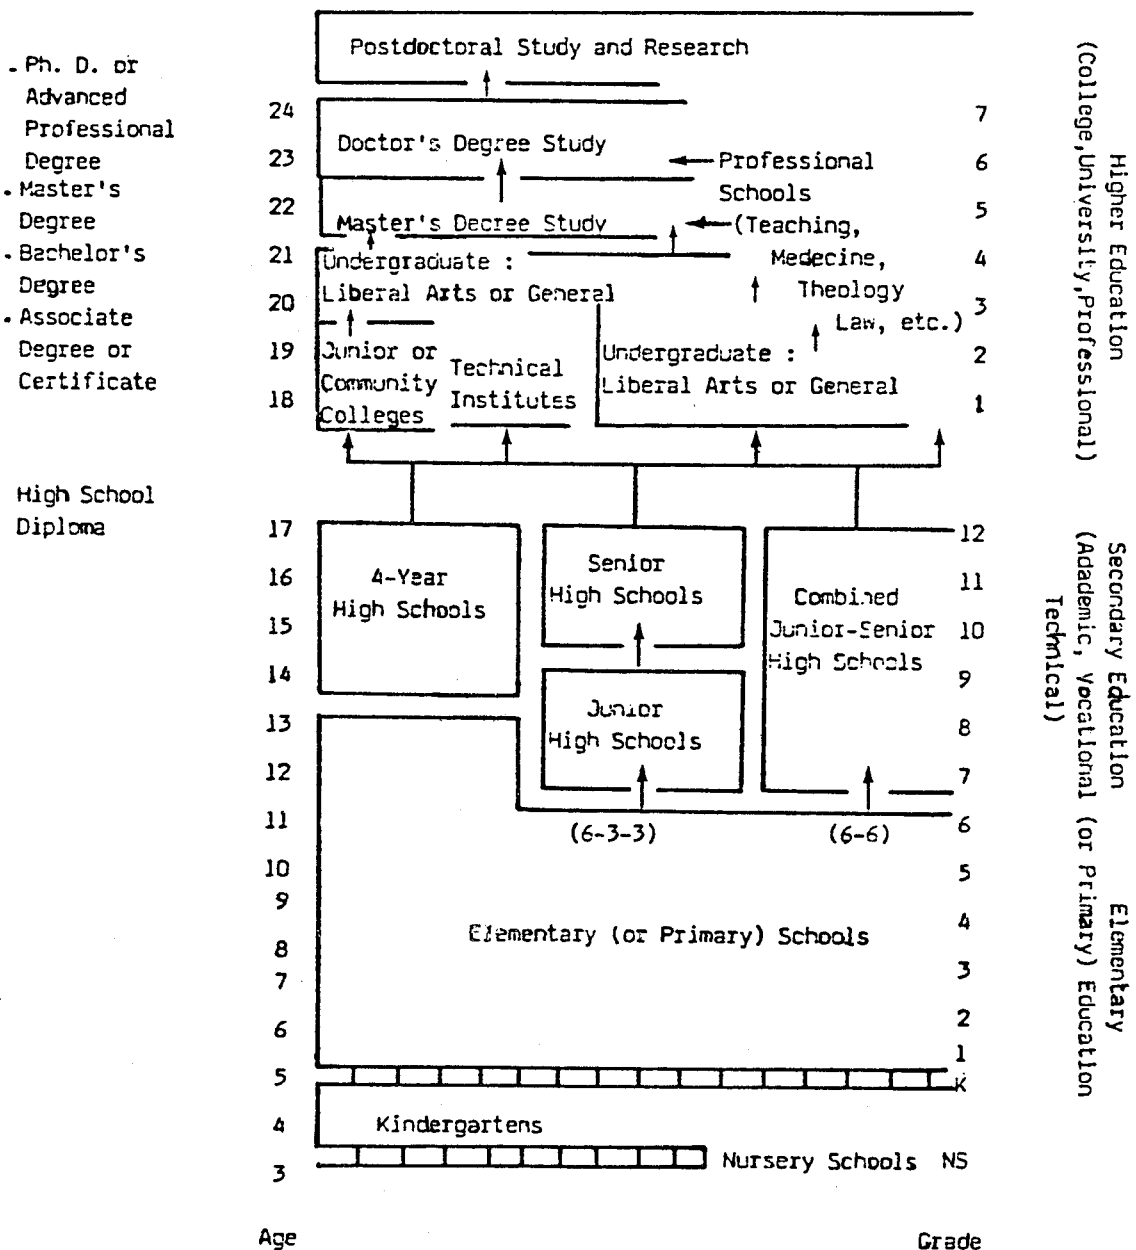 Postdoctoral Study and Research
. Ph. D. or
Advanced
Professional
Degree
. Master's
Degree
. Bachelor's
Degree
. Associate
Degree or
Certificate
High School
Diploma
24
23
22
21
20
19
18
17
16
15
14
13
12
11
10
9
8
7
6
5
4
3
Age
Doctor's Degree Study
Professional
Schools
(Teaching,
Medecine,
Theology
Law, etc.)
Master's Decree Study
Undergraduate :
Liberal Arts or General
Junior or
Community
Colleges
Technical
Institutes
Undergraduate :
Liberal Arts or General
4-Year
High Schools
Senior
High Schools
Junior
High Schools
Combined
Junior-Senior
High Schools
(6-3-3)
(6-6)
Elementary (or Primary) Schools
Kindergartens
Nursery Schools
7
6
5
4
3
2
1
12
11
10
9
8
7
6
5
4
3
2
1
K
NS
Grade
Higher Education
(College,University,Professional)
Secondary Education
(Adademic, Vocational
Technical)
Elementary
(or Primary) Education